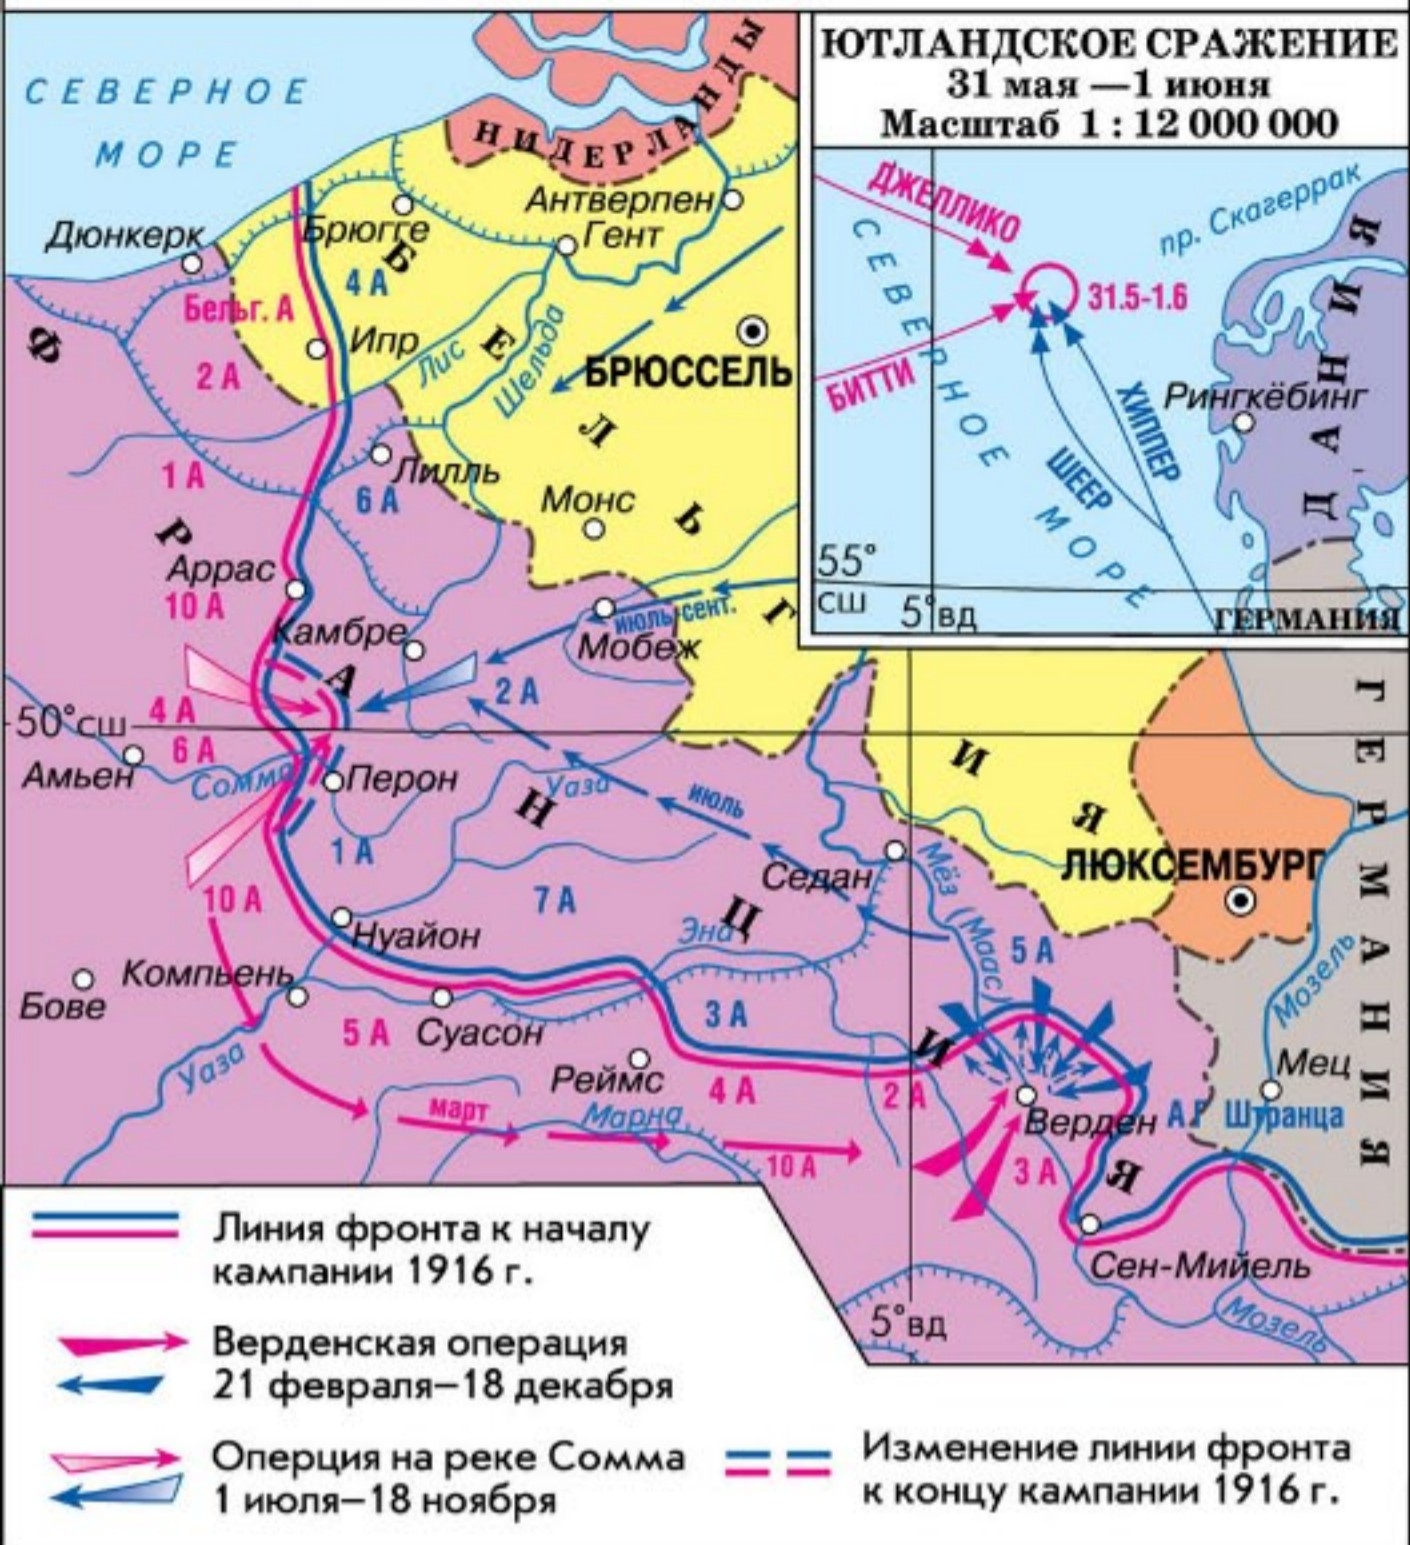 СЕВЕРНОЕ
МОРЕ
НИДЕРЛАНДЫ
Дюнкерк
Брюгге
Антверпен
Гент
БЕЛЬГИЯ
4 А
Бельг. А
Ипр
2 А
Лис
Шельда
БРЮССЕЛЬ
ФРАНЦИЯ
1 А
Лилль
6 А
Монс
Аррас
10 А
Камбре
июль-сент.
Мобеж
2 А
50°сш
4 А
6 А
Амьен
Сомма
Перон
Уаза
июль
1 А
Седан
Мёз (Маас)
ЛЮКСЕМБУРГ
ГЕРМАНИЯ
10 А
7 А
Нуайон
Эна
5 А
Мозель
Бове
Компьень
5 А
Суасон
3 А
Уаза
Реймс
4 А
2 А
Мец
март
Марна
Верден
А.Г Штранца
10 А
3 А
Сен-Мийель
5°вд
Мозель
ЮТЛАНДСКОЕ СРАЖЕНИЕ
31 мая —1 июня
Масштаб 1 : 12 000 000
ДЖЕЛЛИКО
пр. Скагеррак
СЕВЕРНОЕ МОРЕ
31.5-1.6
БИТТИ
ХИППЕР
ШЕЕР
Рингкёбинг
ДАНИЯ
55°
сш
5°вд
ГЕРМАНИЯ
Линия фронта к началу
кампании 1916 г.
Верденская операция
21 февраля–18 декабря
Оперция на реке Сомма
1 июля–18 ноября
Изменение линии фронта
к концу кампании 1916 г.